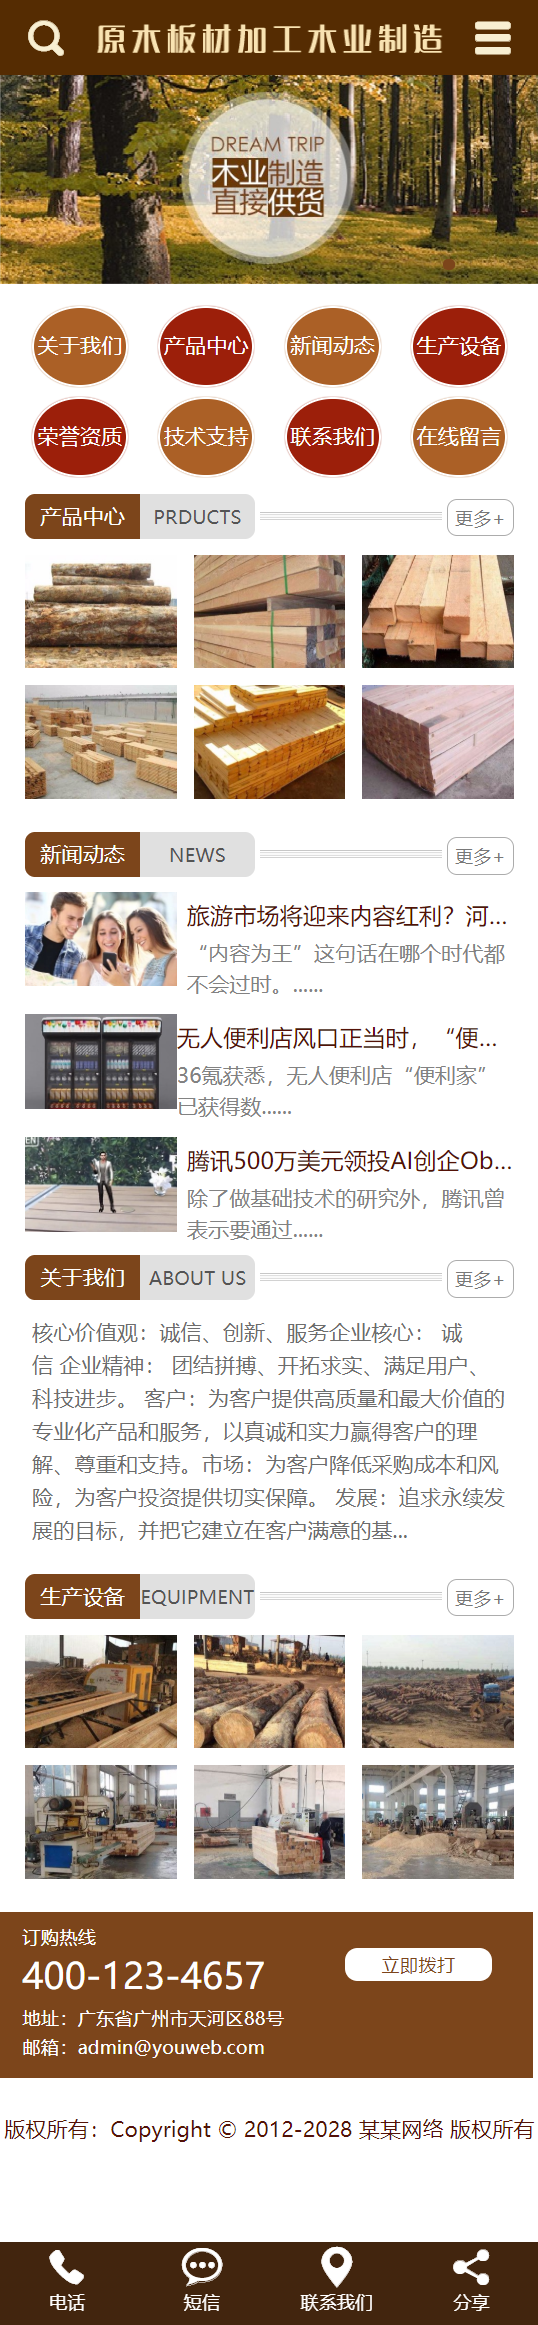 原木板材加工木业制造
DREAM TRIP
木业制造
直接供货
关于我们 产品中心 新闻动态 生产设备
荣誉资质 技术支持 联系我们 在线留言
产品中心 PRDUCTS 更多+
新闻动态 NEWS 更多+
旅游市场将迎来内容红利？河...
“内容为王”这句话在哪个时代都
不会过时。......
无人便利店风口正当时，“便...
36氪获悉，无人便利店“便利家”
已获得数......
腾讯500万美元领投AI创企Ob...
除了做基础技术的研究外，腾讯曾
表示要通过......
关于我们 ABOUT US 更多+
核心价值观：诚信、创新、服务企业核心： 诚
信 企业精神： 团结拼搏、开拓求实、满足用户、
科技进步。 客户：为客户提供高质量和最大价值的
专业化产品和服务，以真诚和实力赢得客户的理
解、尊重和支持。市场：为客户降低采购成本和风
险，为客户投资提供切实保障。 发展：追求永续发
展的目标，并把它建立在客户满意的基...
生产设备 EQUIPMENT 更多+
订购热线
400-123-4657
立即拨打
地址：广东省广州市天河区88号
邮箱：admin@youweb.com
版权所有：Copyright © 2012-2028 某某网络 版权所有
电话 短信 联系我们 分享